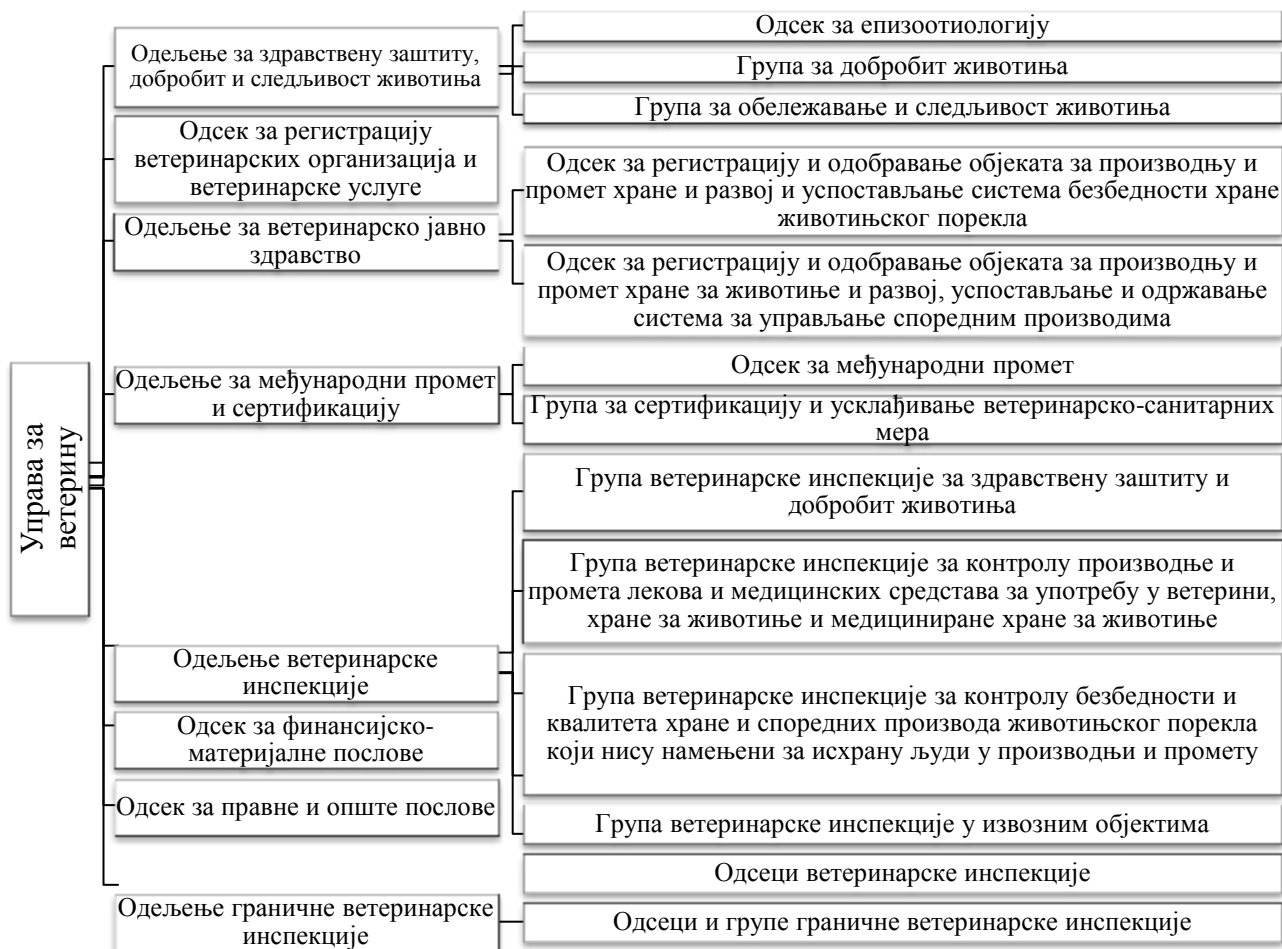 Управа за
ветерину
Одељење за здравствену заштиту,
добробит и следљивост животиња
Одсек за епизоотиологију
Група за добробит животиња
Група за обележавање и следљивост животиња
Одсек за регистрацију
ветеринарских организација и
ветеринарске услуге
Одељење за ветеринарско јавно
здравство
Одсек за регистрацију и одобравање објеката за производњу и
промет хране и развој и успостављање система безбедности хране
животињског порекла
Одсек за регистрацију и одобравање објеката за производњу и
промет хране за животиње и развој, успостављање и одржавање
система за управљање споредним производима
Одељење за међународни промет
и сертификацију
Одсек за међународни промет
Група за сертификацију и усклађивање ветеринарско-санитарних
мера
Одељење ветеринарске
инспекције
Група ветеринарске инспекције за здравствену заштиту и
добробит животиња
Група ветеринарске инспекције за контролу производње и
промета лекова и медицинских средстава за употребу у ветерини,
хране за животиње и медициниране хране за животиње
Група ветеринарске инспекције за контролу безбедности и
квалитета хране и споредних производа животињског порекла
који нису намењени за исхрану људи у производњи и промету
Група ветеринарске инспекције у извозним објектима
Одсеци ветеринарске инспекције
Одсек за финансијско-
материјалне послове
Одсек за правне и опште послове
Одељење граничне ветеринарске
инспекције
Одсеци и групе граничне ветеринарске инспекције